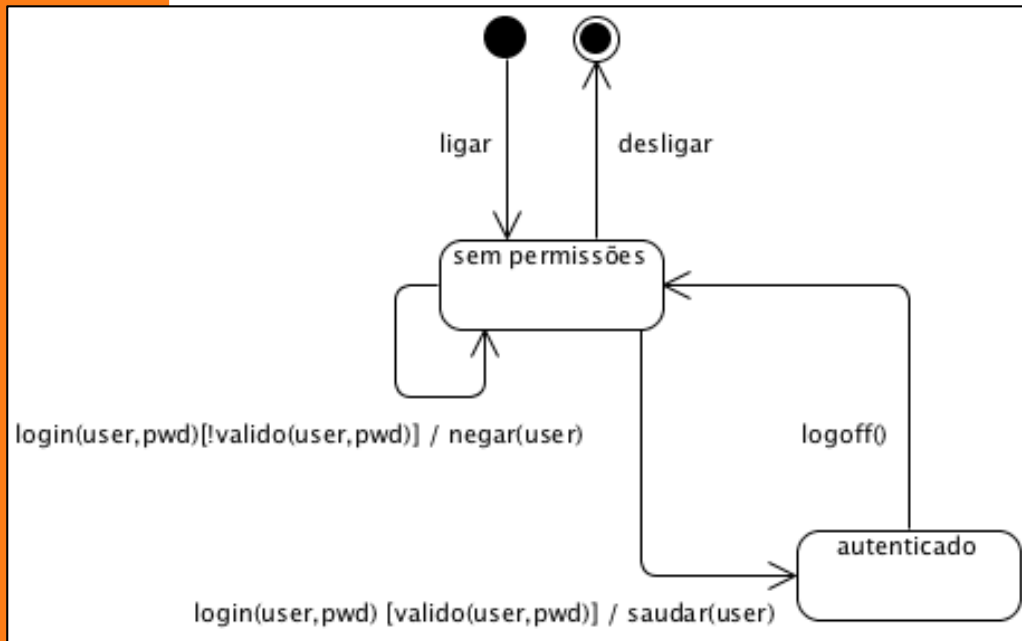 ligar
desligar
sem permissões
login(user,pwd)[!valido(user,pwd)] / negar(user)
logoff()
autenticado
login(user,pwd) [valido(user,pwd)] / saudar(user)